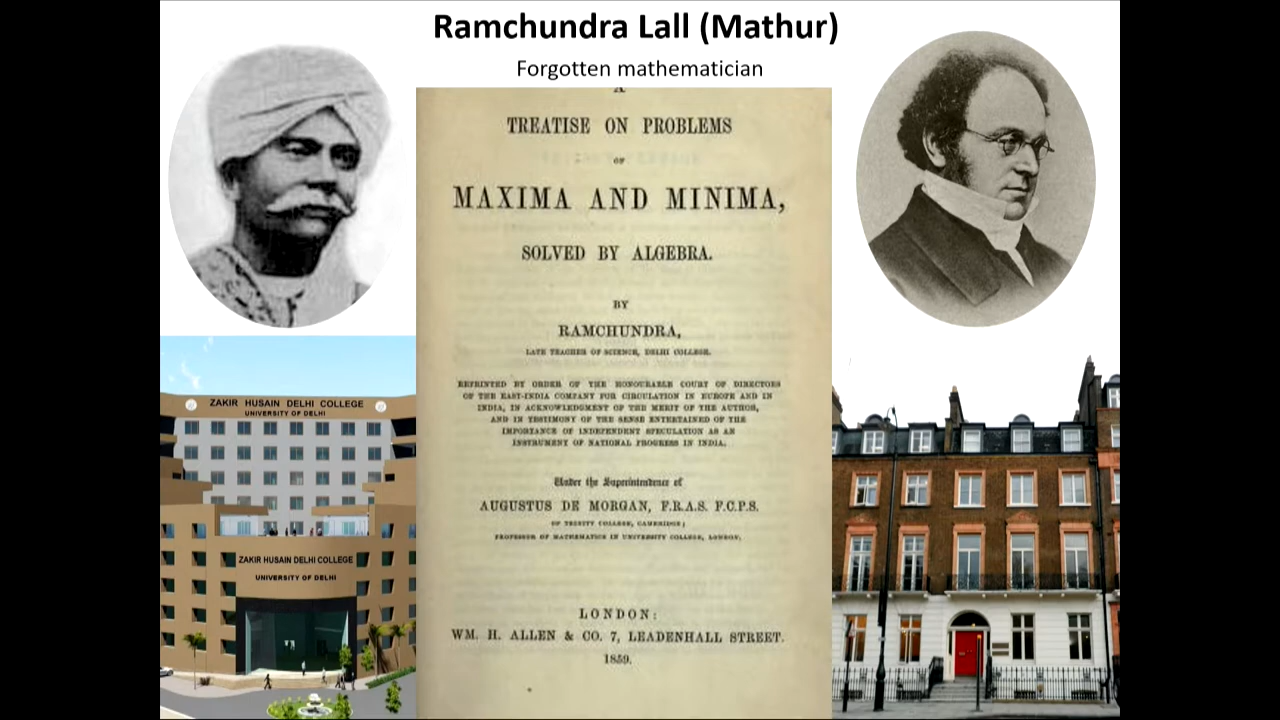 Ramchundra Lall (Mathur)
Forgotten mathematician
A
TREATISE ON PROBLEMS
OF
MAXIMA AND MINIMA,
SOLVED BY ALGEBRA.
BY
RAMCHUNDRA,
LATE TEACHER OF SCIENCE, DELHI COLLEGE.
REPRINTED BY ORDER OF THE HONOURABLE COURT OF DIRECTORS
OF THE EAST-INDIA COMPANY FOR CIRCULATION IN EUROPE AND IN
INDIA, IN ACKNOWLEDGMENT OF THE MERIT OF THE AUTHOR,
AND IN TESTIMONY OF THE SENSE ENTERTAINED OF THE
IMPORTANCE OF INDEPENDENT SPECULATION AS AN
INSTRUMENT OF NATIONAL PROGRESS IN INDIA.
Under the Superintendence of
AUGUSTUS DE MORGAN, F.R.A.S. F.C.P.S.
OF TRINITY COLLEGE, CAMBRIDGE;
PROFESSOR OF MATHEMATICS IN UNIVERSITY COLLEGE, LONDON.
LONDON:
WM. H. ALLEN & CO. 7, LEADENHALL STREET.
1859.
ZAKIR HUSAIN DELHI COLLEGE
UNIVERSITY OF DELHI
ZAKIR HUSAIN DELHI COLLEGE
UNIVERSITY OF DELHI